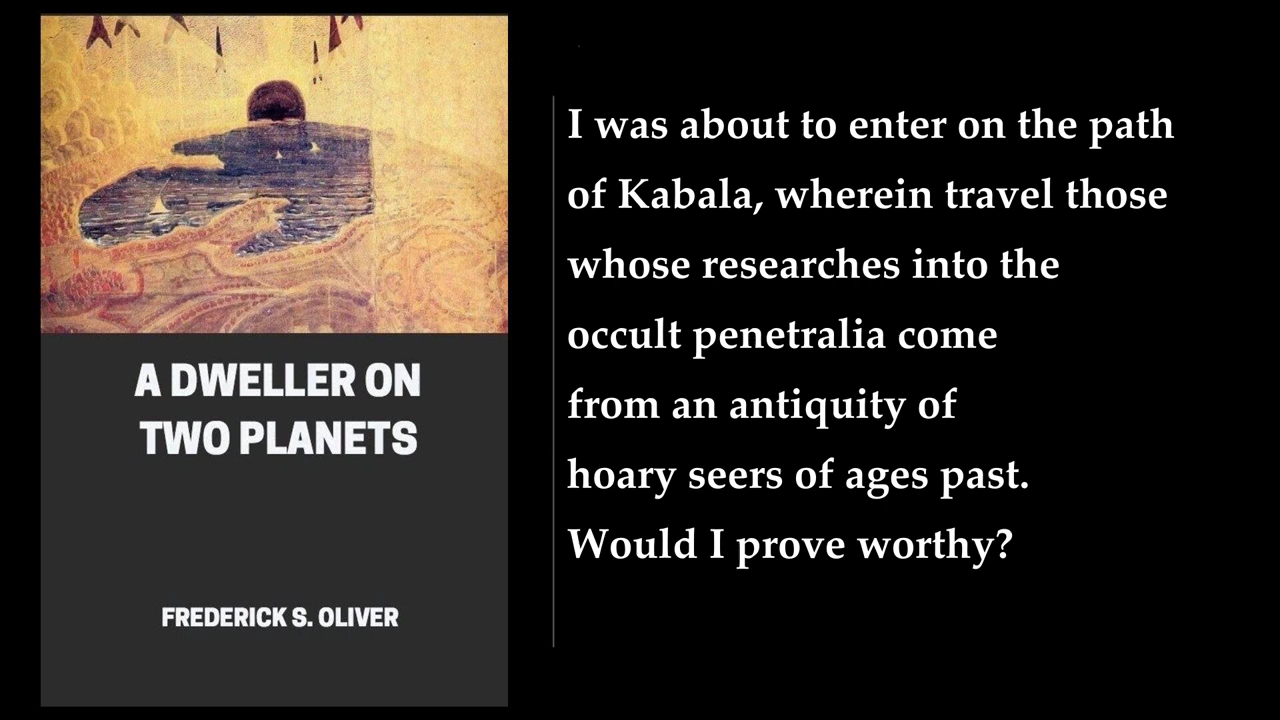 A DWELLER ON
TWO PLANETS
FREDERICK S. OLIVER
I was about to enter on the path
of Kabala, wherein travel those
whose researches into the
occult penetralia come
from an antiquity of
hoary seers of ages past.
Would I prove worthy?